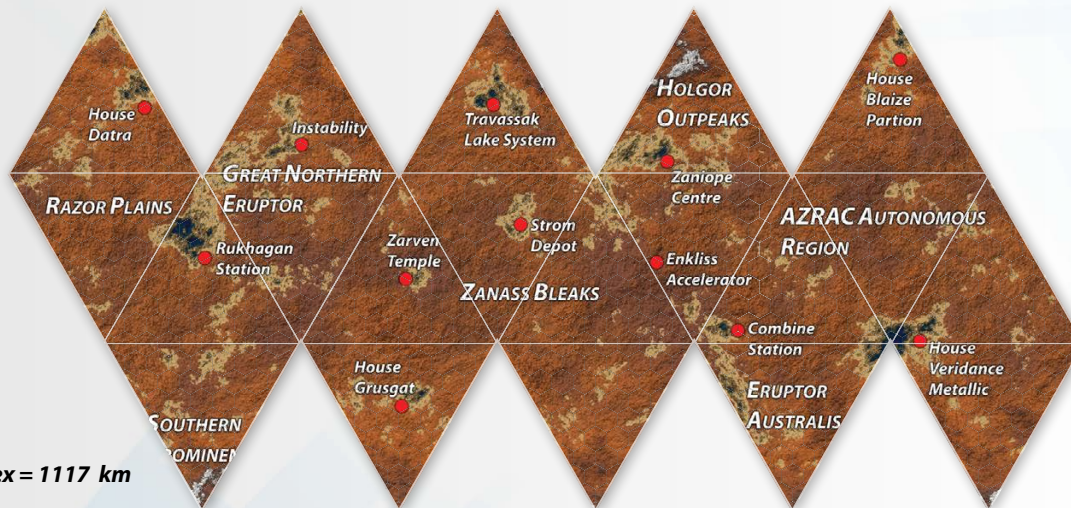 House
Datra
Instability
Travassak
Lake System
HOLGOR
OUTPEAKS
House
Blaize
Partion
Zaniope
Centre
GREAT NORTHERN
ERUPTOR
RAZOR PLAINS
Rukhagan
Station
Zarven
Temple
Strom
Depot
AZRAC AUTONOMOUS
REGION
Enkliss
Accelerator
ZANASS BLEAKS
Combine
Station
House
Veridance
Metallic
House
Grusgat
ERUPTOR
AUSTRALIS
SOUTHERN
ROMINEN
ex = 1117 km